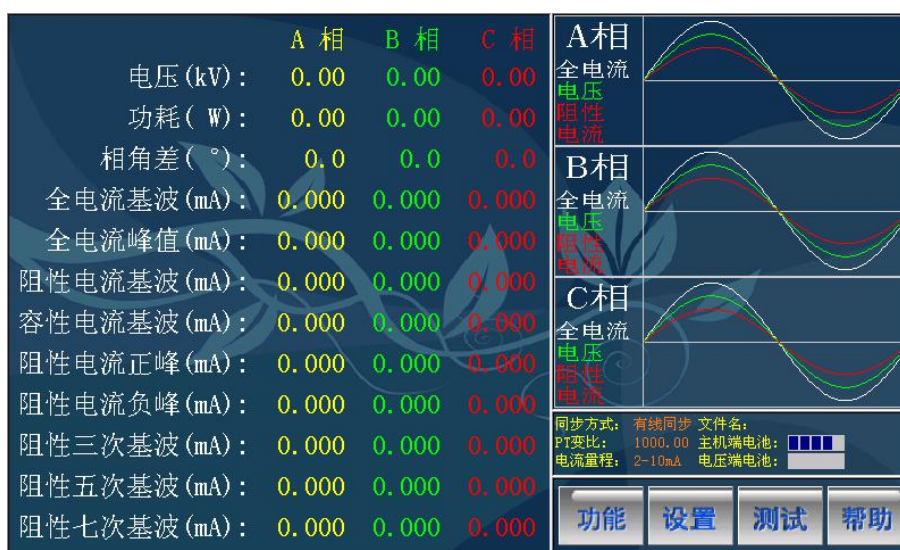 A 相 B 相 C 相
电压(kV): 0.00 0.00 0.00
功耗( W): 0.00 0.00 0.00
相角差( °): 0.0 0.0 0.0
全电流基波(mA): 0.000 0.000 0.000
全电流峰值(mA): 0.000 0.000 0.000
阻性电流基波(mA): 0.000 0.000 0.000
容性电流基波(mA): 0.000 0.000 0.000
阻性电流正峰(mA): 0.000 0.000 0.000
阻性电流负峰(mA): 0.000 0.000 0.000
阻性三次基波(mA): 0.000 0.000 0.000
阻性五次基波(mA): 0.000 0.000 0.000
阻性七次基波(mA): 0.000 0.000 0.000
A相
全电流
电压
阻性
电流
B相
全电流
电压
阻性
电流
C相
全电流
电压
阻性
电流
同步方式: 有线同步 文件名:
PT变比: 1000.00 主机端电池:
电流量程: 2-10mA 电压端电池:
功能 设置 测试 帮助